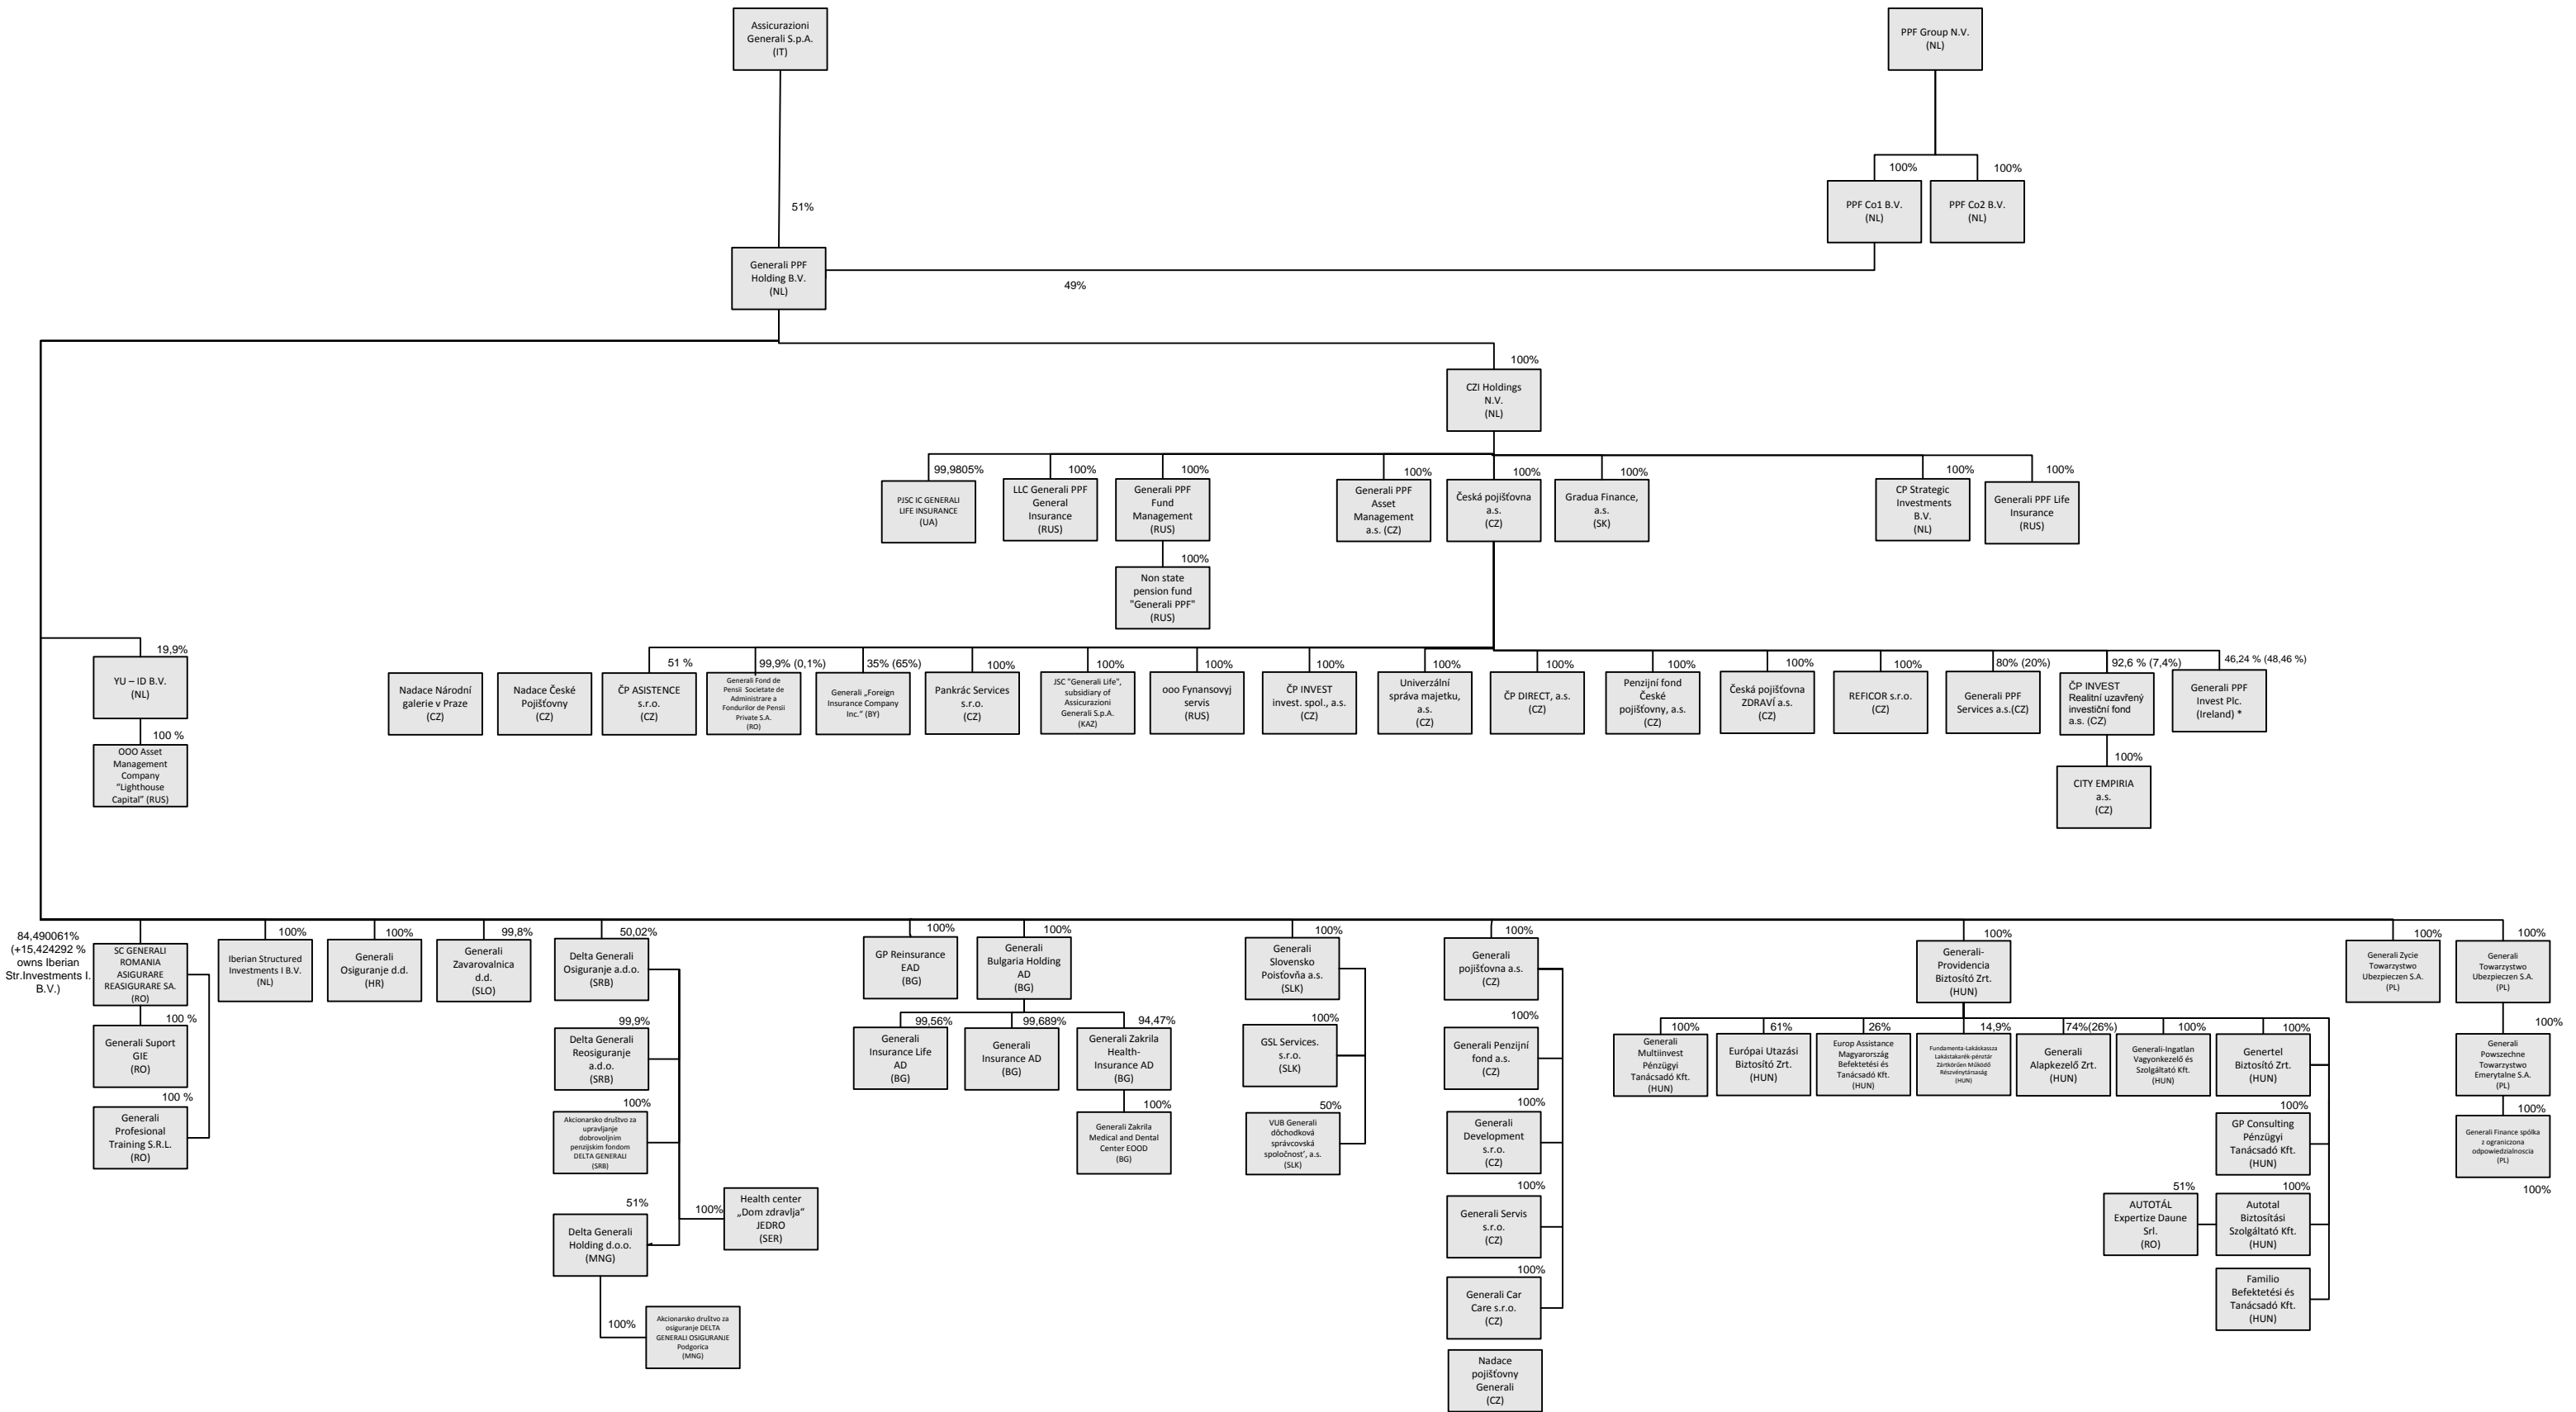 Assicurazioni
Generali S.p.A.
(IT)
PPF Group N.V.
(NL)
100%
100%
PPF Co1 B.V.
(NL)
PPF Co2 B.V.
(NL)
51%
Generali PPF
Holding B.V.
(NL)
49%
100%
CZI Holdings
N.V.
(NL)
99,9805%
PJSC IC GENERALI
LIFE INSURANCE
(UA)
100%
LLC Generali PPF
General
Insurance
(RUS)
100%
Generali PPF
Fund
Management
(RUS)
100%
Generali PPF
Asset
Management
a.s. (CZ)
100%
Česká pojišťovna
a.s.
(CZ)
100%
Gradua Finance,
a.s.
(SK)
100%
CP Strategic
Investments
B.V.
(NL)
100%
Generali PPF Life
Insurance
(RUS)
100%
Non state
pension fund
"Generali PPF"
(RUS)
19,9%
YU – ID B.V.
(NL)
100 %
OOO Asset
Management
Company
"Lighthouse
Capital" (RUS)
Nadace Národní
galerie v Praze
(CZ)
Nadace České
Pojišťovny
(CZ)
51 %
ČP ASISTENCE
s.r.o.
(CZ)
99,9% (0,1%)
Generali Fond de
Pensii Societate de
Administrare a
Fondurilor de Pensii
Private S.A.
(RO)
35% (65%)
Generali „Foreign
Insurance Company
Inc." (BY)
100%
Pankrác Services
s.r.o.
(CZ)
100%
JSC "Generali Life",
subsidiary of
Assicurazioni
Generali S.p.A.
(KAZ)
100%
ooo Fynansovyj
servis
(RUS)
100%
ČP INVEST
invest. spol., a.s.
(CZ)
100%
Univerzální
správa majetku,
a.s.
(CZ)
100%
ČP DIRECT, a.s.
(CZ)
100%
Penzijní fond
České
pojišťovny, a.s.
(CZ)
100%
Česká pojišťovna
ZDRAVÍ a.s.
(CZ)
100%
REFICOR s.r.o.
(CZ)
80% (20%)
Generali PPF
Services a.s.(CZ)
92,6 % (7,4%)
ČP INVEST
Realitní uzavřený
investiční fond
a.s. (CZ)
46,24 % (48,46 %)
Generali PPF
Invest Plc.
(Ireland) *
100%
CITY EMPIRIA
a.s.
(CZ)
84,490061%
(+15,424292 %
owns Iberian
Str.Investments I.
B.V.)
SC GENERALI
ROMANIA
ASIGURARE
REASIGURARE SA.
(RO)
100 %
Generali Suport
GIE
(RO)
100 %
Generali
Profesional
Training S.R.L.
(RO)
100%
Iberian Structured
Investments I B.V.
(NL)
100%
Generali
Osiguranje d.d.
(HR)
99,8%
Generali
Zavarovalnica
d.d.
(SLO)
50,02%
Delta Generali
Osiguranje a.d.o.
(SRB)
99,9%
Delta Generali
Reosiguranje
a.d.o.
(SRB)
100%
Akcionarsko društvo za
upravljanje
dobrovoljnim
penzijskim fondom
DELTA GENERALI
(SRB)
51%
Delta Generali
Holding d.o.o.
(MNG)
100%
Health center
„Dom zdravlja"
JEDRO
(SER)
100%
Akcionarsko društvo za
osiguranje DELTA
GENERALI OSIGURANJE
Podgorica
(MNG)
100%
GP Reinsurance
EAD
(BG)
100%
Generali
Bulgaria Holding
AD
(BG)
99,56%
Generali
Insurance Life
AD
(BG)
99,689%
Generali
Insurance AD
(BG)
94,47%
Generali Zakrila
Health-
Insurance AD
(BG)
100%
Generali Zakrila
Medical and Dental
Center EOOD
(BG)
100%
Generali
Slovensko
Poisťovňa a.s.
(SLK)
100%
GSL Services.
s.r.o.
(SLK)
50%
VUB Generali
dôchodková
správcovská
spoločnosť, a.s.
(SLK)
100%
Generali
pojišťovna a.s.
(CZ)
100%
Generali Penzijní
fond a.s.
(CZ)
100%
Generali
Development
s.r.o.
(CZ)
100%
Generali Servis
s.r.o.
(CZ)
100%
Generali Car
Care s.r.o.
(CZ)
Nadace
pojišťovny
Generali
(CZ)
100%
Generali-
Providencia
Biztosító Zrt.
(HUN)
100%
Generali
Multiinvest
Pénzügyi
Tanácsadó Kft.
(HUN)
61%
Európai Utazási
Biztosító Zrt.
(HUN)
26%
Europ Assistance
Magyarország
Befektetési és
Tanácsadó Kft.
(HUN)
14,9%
Fundamenta-Lakáskassza
Lakástakarék-pénztár
Zártkörűen Működő
Részvénytársaság
(HUN)
74%(26%)
Generali
Alapkezelő Zrt.
(HUN)
100%
Generali-Ingatlan
Vagyonkezelő és
Szolgáltató Kft.
(HUN)
100%
Genertel
Biztosító Zrt.
(HUN)
100%
GP Consulting
Pénzügyi
Tanácsadó Kft.
(HUN)
51%
AUTOTÁL
Expertize Daune
Srl.
(RO)
100%
Autotal
Biztosítási
Szolgáltató Kft.
(HUN)
Familio
Befektetési és
Tanácsadó Kft.
(HUN)
100%
Generali Zycie
Towarzystwo
Ubezpieczen S.A.
(PL)
100%
Generali
Towarzystwo
Ubezpieczen S.A.
(PL)
100%
Generali
Powszechne
Towarzystwo
Emerytalne S.A.
(PL)
100%
Generali Finance spólka
z ograniczona
odpowiedzialnoscia
(PL)
100%